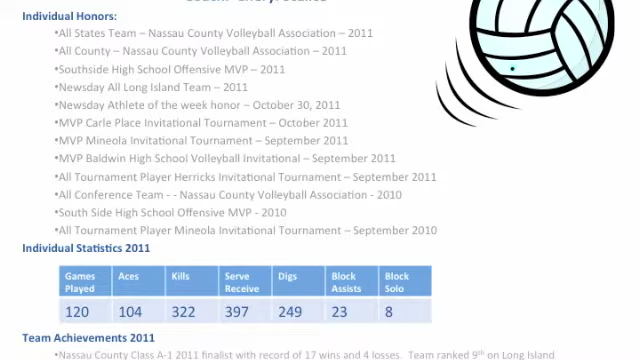 Individual Honors:
•All States Team – Nassau County Volleyball Association – 2011
•All County – Nassau County Volleyball Association – 2011
•Southside High School Offensive MVP – 2011
•Newsday All Long Island Team – 2011
•Newsday Athlete of the week honor – October 30, 2011
•MVP Carle Place Invitational Tournament – October 2011
•MVP Mineola Invitational Tournament – September 2011
•MVP Baldwin High School Volleyball Invitational – September 2011
•All Tournament Player Herricks Invitational Tournament – September 2011
•All Conference Team - - Nassau County Volleyball Association - 2010
•South Side High School Offensive MVP - 2010
•All Tournament Player Mineola Invitational Tournament – September 2010
Individual Statistics 2011
Games Played Aces Kills Serve Receive Digs Block Assists Block Solo
120 104 322 397 249 23 8
Team Achievements 2011
•Nassau County Class A-1 2011 finalist with record of 17 wins and 4 losses. Team ranked 9th on Long Island